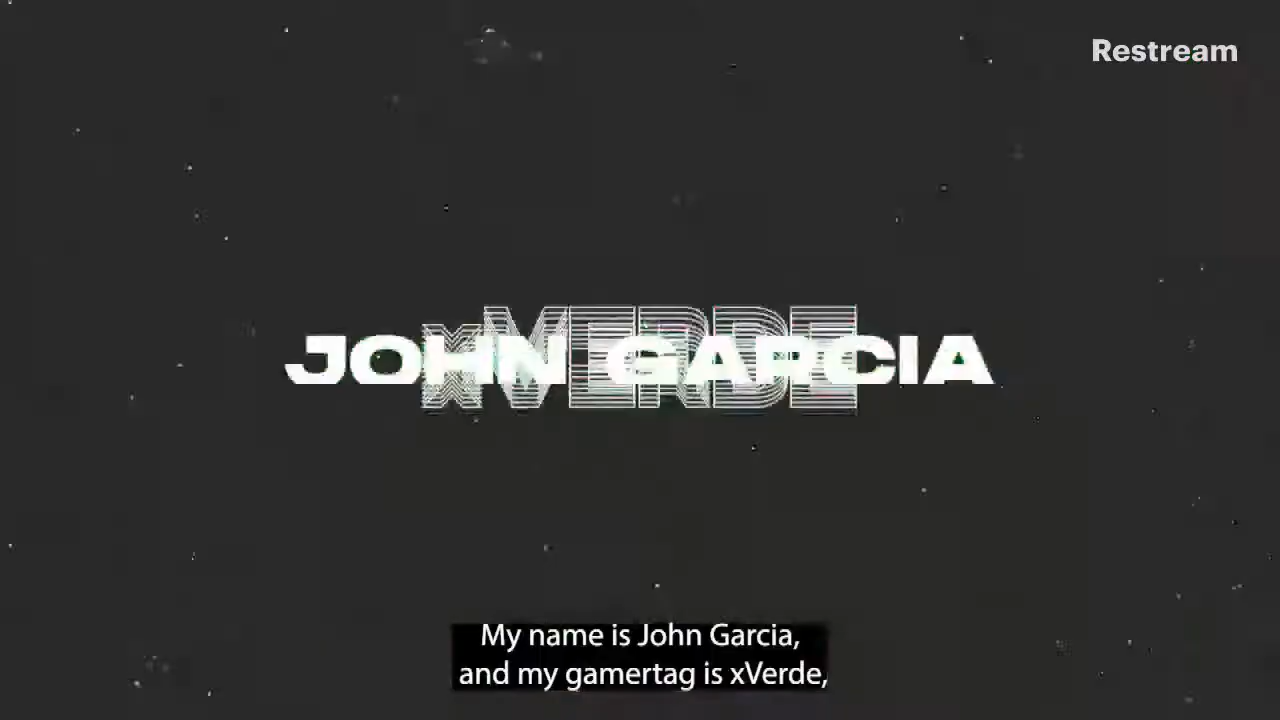 Restream
xVERDE
JOHN GARCIA
My name is John Garcia,
and my gamertag is xVerde,